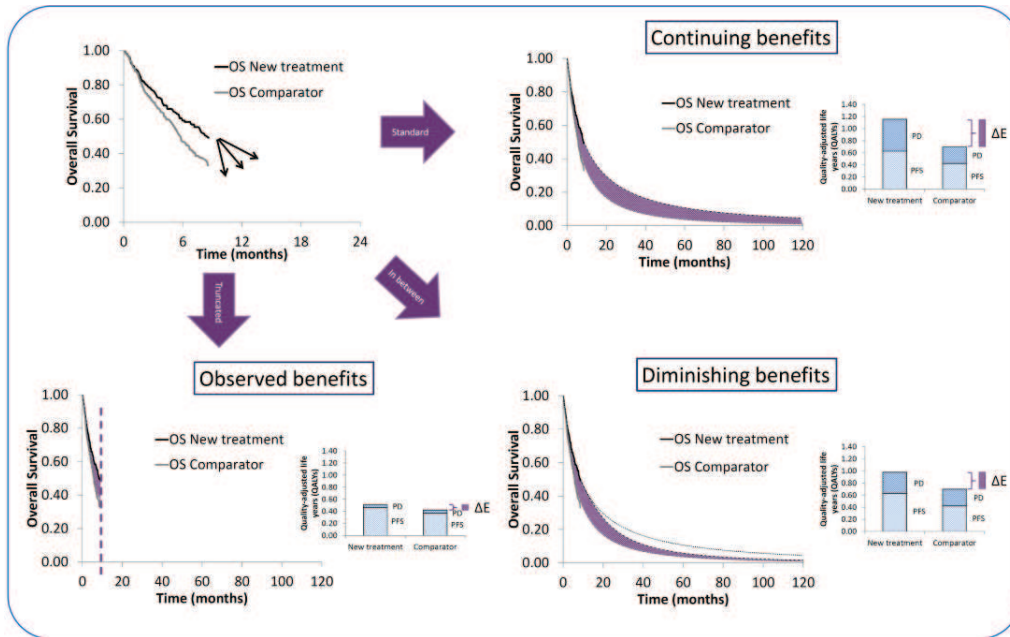 1.00
0.80
0.60
0.40
0.20
0.00
Overall Survival
OS New treatment
OS Comparator
0
6
12
18
24
Time (months)
Standard
Continuing benefits
1.00
0.80
0.60
0.40
0.20
0.00
Overall Survival
OS New treatment
OS Comparator
0
20
40
60
80
100
120
Time (months)
Quality-adjusted life
years (QALYs)
1.40
1.20
1.00
0.80
0.60
0.40
0.20
0.00
PD
PFS
PD
PFS
ΔE
New treatment
Comparator
Truncated
In between
Observed benefits
1.00
0.80
0.60
0.40
0.20
0.00
Overall Survival
OS New treatment
OS Comparator
0
20
40
60
80
100
120
Time (months)
Quality-adjusted life
years (QALYs)
1.40
1.20
1.00
0.80
0.60
0.40
0.20
0.00
PD
PFS
PD
PFS
ΔE
New treatment
Comparator
Diminishing benefits
1.00
0.80
0.60
0.40
0.20
0.00
Overall Survival
OS New treatment
OS Comparator
0
20
40
60
80
100
120
Time (months)
Quality-adjusted life
years (QALYs)
1.40
1.20
1.00
0.80
0.60
0.40
0.20
0.00
PD
PFS
PD
PFS
ΔE
New treatment
Comparator